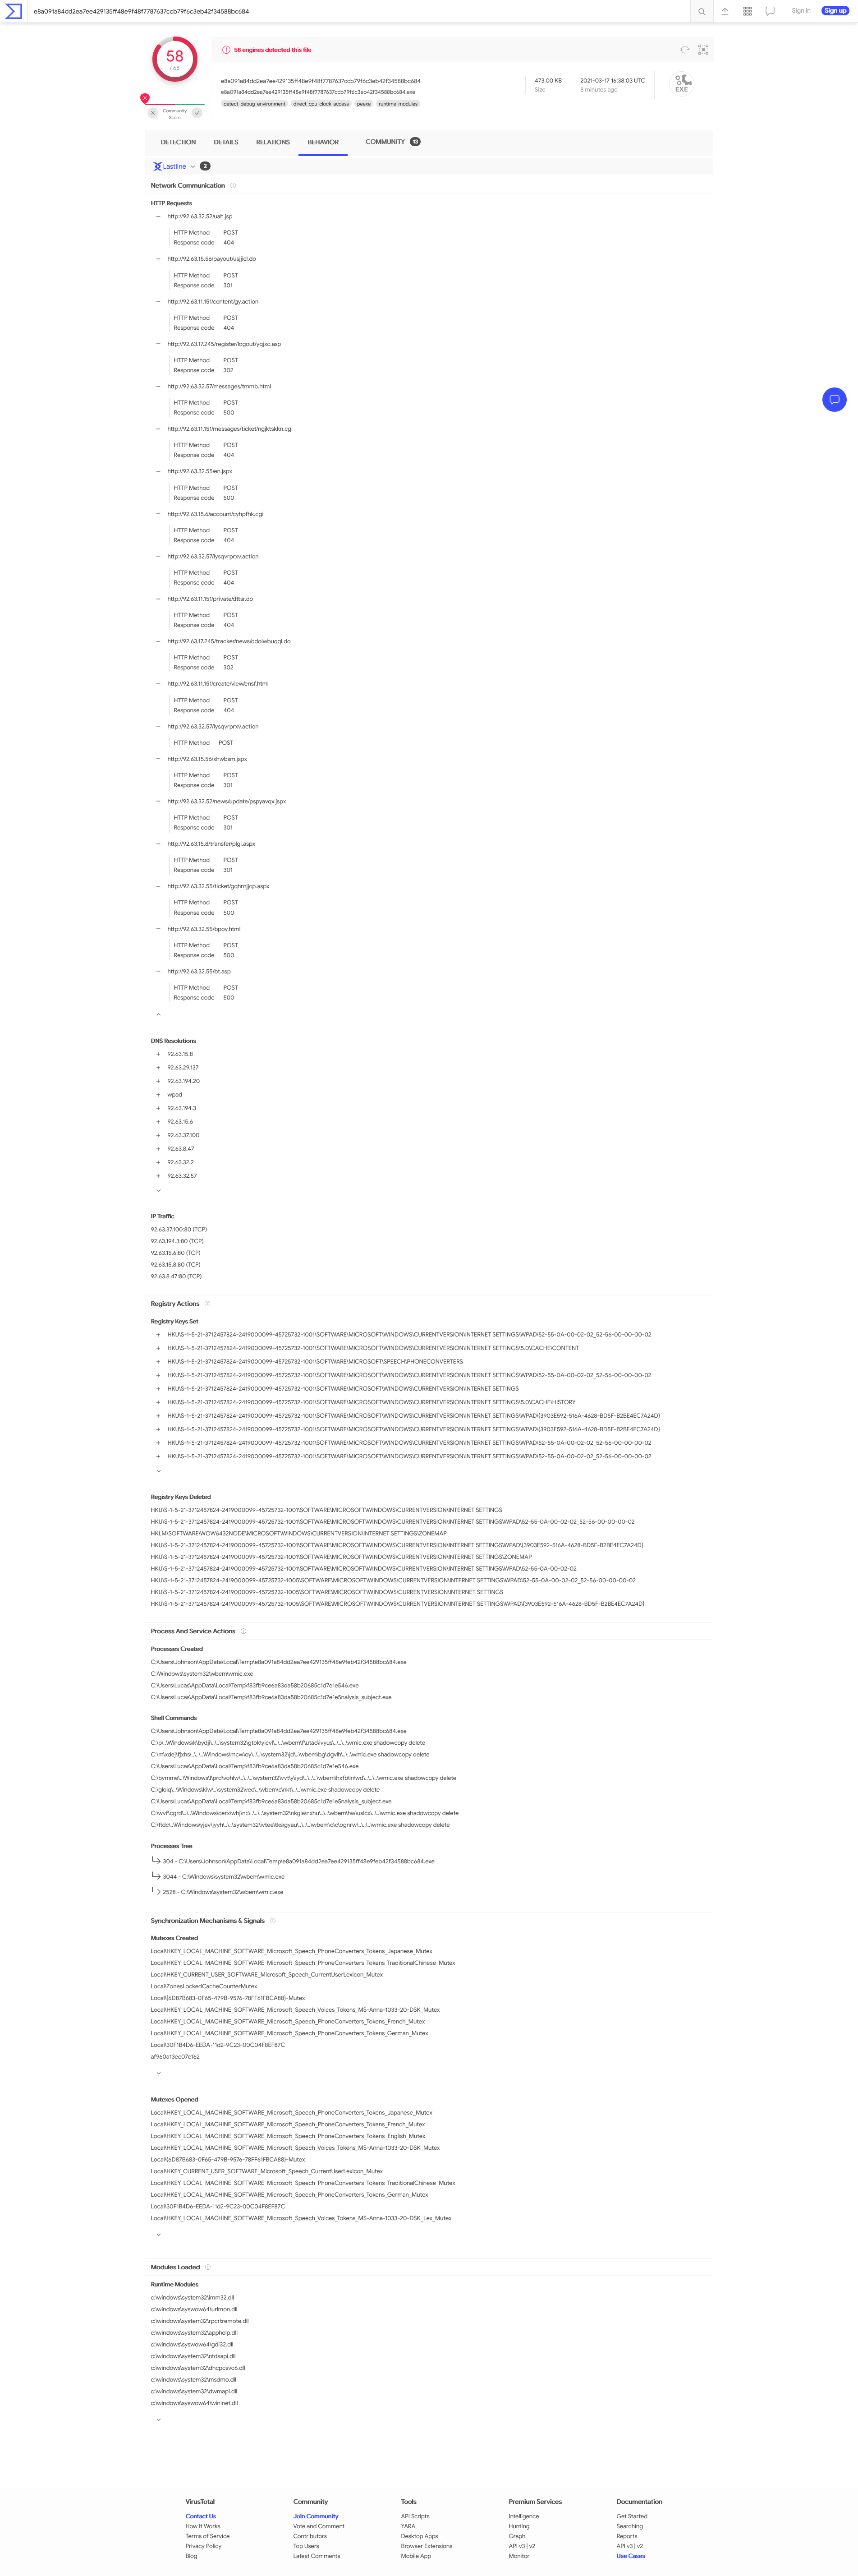 e8a091a84dd2ea7ee429135ff48e9f48f7787637ccb79f6c3eb42f34588bc684
Sign in
Sign up
58
/ 68
Community
Score
58 engines detected this file
e8a091a84dd2ea7ee429135ff48e9f48f7787637ccb79f6c3eb42f34588bc684
e8a091a84dd2ea7ee429135ff48e9f48f7787637ccb79f6c3eb42f34588bc684.exe
detect-debug-environment direct-cpu-clock-access peexe runtime-modules
473.00 KB
Size
2021-03-17 16:38:03 UTC
8 minutes ago
EXE
DETECTION DETAILS RELATIONS BEHAVIOR COMMUNITY 13
Lastline 2
Network Communication
HTTP Requests
http://92.63.32.52/uah.jsp
HTTP Method POST
Response code 404
http://92.63.15.56/payout/usjjicl.do
HTTP Method POST
Response code 301
http://92.63.11.151/content/gy.action
HTTP Method POST
Response code 404
http://92.63.17.245/register/logout/yqjxc.asp
HTTP Method POST
Response code 302
http://92.63.32.57/messages/tmmb.html
HTTP Method POST
Response code 500
http://92.63.11.151/messages/ticket/ngjktskkn.cgi
HTTP Method POST
Response code 404
http://92.63.32.55/en.jspx
HTTP Method POST
Response code 500
http://92.63.15.6/account/cyhpfhk.cgi
HTTP Method POST
Response code 404
http://92.63.32.57/lysqvrprxv.action
HTTP Method POST
Response code 404
http://92.63.11.151/private/dttsr.do
HTTP Method POST
Response code 404
http://92.63.17.245/tracker/news/odolwbuqql.do
HTTP Method POST
Response code 302
http://92.63.11.151/create/view/ensf.html
HTTP Method POST
Response code 404
http://92.63.32.57/lysqvrprxv.action
HTTP Method POST
http://92.63.15.56/xhwbsm.jspx
HTTP Method POST
Response code 301
http://92.63.32.52/news/update/pspyavqx.jspx
HTTP Method POST
Response code 301
http://92.63.15.8/transfer/plgi.aspx
HTTP Method POST
Response code 301
http://92.63.32.55/ticket/gqhmjjcp.aspx
HTTP Method POST
Response code 500
http://92.63.32.55/bpoy.html
HTTP Method POST
Response code 500
http://92.63.32.55/bt.asp
HTTP Method POST
Response code 500
DNS Resolutions
+ 92.63.15.8
+ 92.63.29.137
+ 92.63.194.20
+ wpad
+ 92.63.194.3
+ 92.63.15.6
+ 92.63.37.100
+ 92.63.8.47
+ 92.63.32.2
+ 92.63.32.57
IP Traffic
92.63.37.100:80 (TCP)
92.63.194.3:80 (TCP)
92.63.15.6:80 (TCP)
92.63.15.8:80 (TCP)
92.63.8.47:80 (TCP)
Registry Actions
Registry Keys Set
+ HKU\S-1-5-21-3712457824-2419000099-45725732-1001\SOFTWARE\MICROSOFT\WINDOWS\CURRENTVERSION\INTERNET SETTINGS\WPAD\52-55-0A-00-02-02_52-56-00-00-00-02
+ HKU\S-1-5-21-3712457824-2419000099-45725732-1001\SOFTWARE\MICROSOFT\WINDOWS\CURRENTVERSION\INTERNET SETTINGS\5.0\CACHE\CONTENT
+ HKU\S-1-5-21-3712457824-2419000099-45725732-1001\SOFTWARE\MICROSOFT\SPEECH\PHONECONVERTERS
+ HKU\S-1-5-21-3712457824-2419000099-45725732-1001\SOFTWARE\MICROSOFT\WINDOWS\CURRENTVERSION\INTERNET SETTINGS\WPAD\52-55-0A-00-02-02_52-56-00-00-00-02
+ HKU\S-1-5-21-3712457824-2419000099-45725732-1001\SOFTWARE\MICROSOFT\WINDOWS\CURRENTVERSION\INTERNET SETTINGS
+ HKU\S-1-5-21-3712457824-2419000099-45725732-1001\SOFTWARE\MICROSOFT\WINDOWS\CURRENTVERSION\INTERNET SETTINGS\5.0\CACHE\HISTORY
+ HKU\S-1-5-21-3712457824-2419000099-45725732-1001\SOFTWARE\MICROSOFT\WINDOWS\CURRENTVERSION\INTERNET SETTINGS\WPAD\{3903E592-516A-4628-BD5F-B2BE4EC7A24D}
+ HKU\S-1-5-21-3712457824-2419000099-45725732-1001\SOFTWARE\MICROSOFT\WINDOWS\CURRENTVERSION\INTERNET SETTINGS\WPAD\{3903E592-516A-4628-BD5F-B2BE4EC7A24D}
+ HKU\S-1-5-21-3712457824-2419000099-45725732-1001\SOFTWARE\MICROSOFT\WINDOWS\CURRENTVERSION\INTERNET SETTINGS\WPAD\52-55-0A-00-02-02_52-56-00-00-00-02
+ HKU\S-1-5-21-3712457824-2419000099-45725732-1001\SOFTWARE\MICROSOFT\WINDOWS\CURRENTVERSION\INTERNET SETTINGS\WPAD\52-55-0A-00-02-02_52-56-00-00-00-02
Registry Keys Deleted
HKU\S-1-5-21-3712457824-2419000099-45725732-1001\SOFTWARE\MICROSOFT\WINDOWS\CURRENTVERSION\INTERNET SETTINGS
HKU\S-1-5-21-3712457824-2419000099-45725732-1001\SOFTWARE\MICROSOFT\WINDOWS\CURRENTVERSION\INTERNET SETTINGS\WPAD\52-55-0A-00-02-02_52-56-00-00-00-02
HKLM\SOFTWARE\WOW6432NODE\MICROSOFT\WINDOWS\CURRENTVERSION\INTERNET SETTINGS\ZONEMAP
HKU\S-1-5-21-3712457824-2419000099-45725732-1001\SOFTWARE\MICROSOFT\WINDOWS\CURRENTVERSION\INTERNET SETTINGS\WPAD\{3903E592-516A-4628-BD5F-B2BE4EC7A24D}
HKU\S-1-5-21-3712457824-2419000099-45725732-1001\SOFTWARE\MICROSOFT\WINDOWS\CURRENTVERSION\INTERNET SETTINGS\ZONEMAP
HKU\S-1-5-21-3712457824-2419000099-45725732-1001\SOFTWARE\MICROSOFT\WINDOWS\CURRENTVERSION\INTERNET SETTINGS\WPAD\52-55-0A-00-02-02
HKU\S-1-5-21-3712457824-2419000099-45725732-1005\SOFTWARE\MICROSOFT\WINDOWS\CURRENTVERSION\INTERNET SETTINGS\WPAD\52-55-0A-00-02-02_52-56-00-00-00-02
HKU\S-1-5-21-3712457824-2419000099-45725732-1005\SOFTWARE\MICROSOFT\WINDOWS\CURRENTVERSION\INTERNET SETTINGS
HKU\S-1-5-21-3712457824-2419000099-45725732-1005\SOFTWARE\MICROSOFT\WINDOWS\CURRENTVERSION\INTERNET SETTINGS\WPAD\{3903E592-516A-4628-BD5F-B2BE4EC7A24D}
Process And Service Actions
Processes Created
C:\Users\Johnson\AppData\Local\Temp\e8a091a84dd2ea7ee429135ff48e9feb42f34588bc684.exe
C:\Windows\system32\wbem\wmic.exe
C:\Users\Lucas\AppData\Local\Temp\f83fb9ce6a83da58b20685c1d7e1e546.exe
C:\Users\Lucas\AppData\Local\Temp\f83fb9ce6a83da58b20685c1d7e1e5nalysis_subject.exe
Shell Commands
C:\Users\Johnson\AppData\Local\Temp\e8a091a84dd2ea7ee429135ff48e9feb42f34588bc684.exe
C:\p\..\Windows\lk\bydjl\..\..\system32\gtok\yicvl\..\..\wbem\f\utao\vyus\..\..\..\wmic.exe shadowcopy delete
C:\m\xdej\fjxhs\..\..\..\Windows\mcw\oy\..\..\system32\jd\..\wbem\bg\dgvlh\..\..\wmic.exe shadowcopy delete
C:\Users\Lucas\AppData\Local\Temp\f83fb9ce6a83da58b20685c1d7e1e546.exe
C:\bymme\..\Windows\l\prd\vohlw\..\..\..\system32\vvt\y\iyd\..\..\..\wbem\hxfb\iriwd\..\..\..\wmic.exe shadowcopy delete
C:\gloiq\..\Windows\kiw\..\system32\veo\..\wbem\c\nkt\..\..\wmic.exe shadowcopy delete
C:\Users\Lucas\AppData\Local\Temp\f83fb9ce6a83da58b20685c1d7e1e5nalysis_subject.exe
C:\wvf\cgrd\..\..\Windows\cerx\whj\nc\..\..\..\system32\nkgia\nxhu\..\..\wbem\hw\uslcx\..\..\wmic.exe shadowcopy delete
C:\ftdc\..\Windows\yjev\jyyh\..\..\system32\vtee\tks\gyau\..\..\..\wbem\o\c\ognrw\..\..\..\wmic.exe shadowcopy delete
Processes Tree
304 - C:\Users\Johnson\AppData\Local\Temp\e8a091a84dd2ea7ee429135ff48e9feb42f34588bc684.exe
3044 - C:\Windows\system32\wbem\wmic.exe
2528 - C:\Windows\system32\wbem\wmic.exe
Synchronization Mechanisms & Signals
Mutexes Created
Local\HKEY_LOCAL_MACHINE_SOFTWARE_Microsoft_Speech_PhoneConverters_Tokens_Japanese_Mutex
Local\HKEY_LOCAL_MACHINE_SOFTWARE_Microsoft_Speech_PhoneConverters_Tokens_TraditionalChinese_Mutex
Local\HKEY_CURRENT_USER_SOFTWARE_Microsoft_Speech_CurrentUserLexicon_Mutex
Local\ZonesLockedCacheCounterMutex
Local\{6D87B683-0F65-479B-9576-78FF61FBCA88}-Mutex
Local\HKEY_LOCAL_MACHINE_SOFTWARE_Microsoft_Speech_Voices_Tokens_MS-Anna-1033-20-DSK_Mutex
Local\HKEY_LOCAL_MACHINE_SOFTWARE_Microsoft_Speech_PhoneConverters_Tokens_French_Mutex
Local\HKEY_LOCAL_MACHINE_SOFTWARE_Microsoft_Speech_PhoneConverters_Tokens_German_Mutex
Local\30F1B4D6-EEDA-11d2-9C23-00C04F8EF87C
af960a13ec07c162
Mutexes Opened
Local\HKEY_LOCAL_MACHINE_SOFTWARE_Microsoft_Speech_PhoneConverters_Tokens_Japanese_Mutex
Local\HKEY_LOCAL_MACHINE_SOFTWARE_Microsoft_Speech_PhoneConverters_Tokens_French_Mutex
Local\HKEY_LOCAL_MACHINE_SOFTWARE_Microsoft_Speech_PhoneConverters_Tokens_English_Mutex
Local\HKEY_LOCAL_MACHINE_SOFTWARE_Microsoft_Speech_Voices_Tokens_MS-Anna-1033-20-DSK_Mutex
Local\{6D87B683-0F65-479B-9576-78FF61FBCA88}-Mutex
Local\HKEY_CURRENT_USER_SOFTWARE_Microsoft_Speech_CurrentUserLexicon_Mutex
Local\HKEY_LOCAL_MACHINE_SOFTWARE_Microsoft_Speech_PhoneConverters_Tokens_TraditionalChinese_Mutex
Local\HKEY_LOCAL_MACHINE_SOFTWARE_Microsoft_Speech_PhoneConverters_Tokens_German_Mutex
Local\30F1B4D6-EEDA-11d2-9C23-00C04F8EF87C
Local\HKEY_LOCAL_MACHINE_SOFTWARE_Microsoft_Speech_Voices_Tokens_MS-Anna-1033-20-DSK_Lex_Mutex
Modules Loaded
Runtime Modules
c:\windows\system32\imm32.dll
c:\windows\syswow64\urlmon.dll
c:\windows\system32\rpcrtremote.dll
c:\windows\system32\apphelp.dll
c:\windows\syswow64\gdi32.dll
c:\windows\system32\ntdsapi.dll
c:\windows\system32\dhcpcsvc6.dll
c:\windows\system32\msdmo.dll
c:\windows\system32\dwmapi.dll
c:\windows\syswow64\wininet.dll
VirusTotal
Contact Us
How It Works
Terms of Service
Privacy Policy
Blog
Community
Join Community
Vote and Comment
Contributors
Top Users
Latest Comments
Tools
API Scripts
YARA
Desktop Apps
Browser Extensions
Mobile App
Premium Services
Intelligence
Hunting
Graph
API v3 | v2
Monitor
Documentation
Get Started
Searching
Reports
API v3 | v2
Use Cases